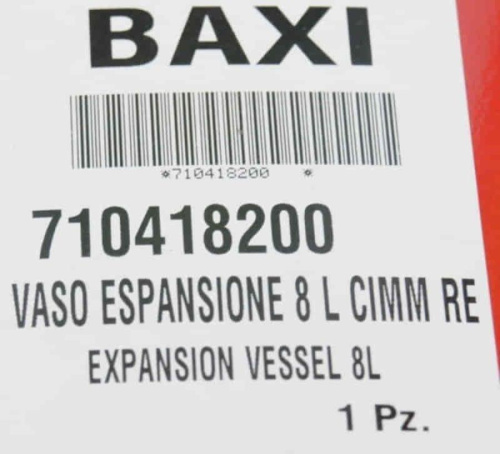 BAXI
*710418200 *
710418200
VASO ESPANSIONE 8 L CIMM RE
EXPANSION VESSEL 8L
1 Pz.